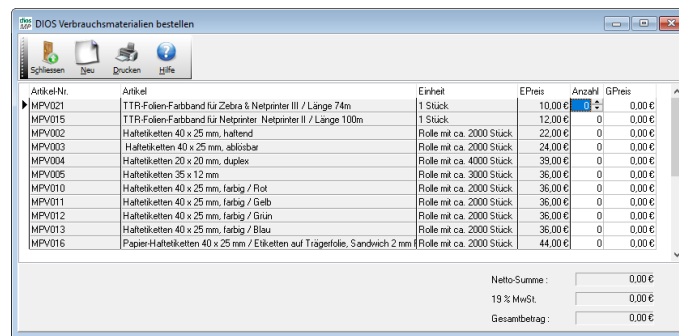 dios MP DIOS Verbrauchsmaterialien bestellen
Schliessen Neu Drucken Hilfe
Artikel-Nr. Artikel Einheit EPreis Anzahl GPreis
MPV021 TTR-Folien-Farbband für Zebra & Netprinter III / Länge 74m 1 Stück 10,00 € 0 0,00 €
MPV015 TTR-Folien-Farbband für Netprinter Netprinter II / Länge 100m 1 Stück 12,00 € 0 0,00 €
MPV002 Haftetiketten 40 x 25 mm, haftend Rolle mit ca. 2000 Stück 22,00 € 0 0,00 €
MPV003 Haftetiketten 40 x 25 mm, ablösbar Rolle mit ca. 2000 Stück 24,00 € 0 0,00 €
MPV004 Haftetiketten 20 x 20 mm, duplex Rolle mit ca. 4000 Stück 39,00 € 0 0,00 €
MPV005 Haftetiketten 35 x 12 mm Rolle mit ca. 3000 Stück 36,00 € 0 0,00 €
MPV010 Haftetiketten 40 x 25 mm, farbig / Rot Rolle mit ca. 2000 Stück 36,00 € 0 0,00 €
MPV011 Haftetiketten 40 x 25 mm, farbig / Gelb Rolle mit ca. 2000 Stück 36,00 € 0 0,00 €
MPV012 Haftetiketten 40 x 25 mm, farbig / Grün Rolle mit ca. 2000 Stück 36,00 € 0 0,00 €
MPV013 Haftetiketten 40 x 25 mm, farbig / Blau Rolle mit ca. 2000 Stück 36,00 € 0 0,00 €
MPV016 Papier-Haftetiketten 40 x 25 mm / Etiketten auf Trägerfolie, Sandwich 2 mm Rolle mit ca. 2000 Stück 44,00 € 0 0,00 €
Netto-Summe : 0,00 €
19 % MwSt. 0,00 €
Gesamtbetrag : 0,00 €